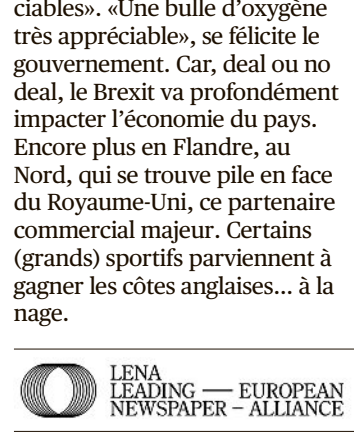 ciables». «Une bulle d’oxygène
très appréciable», se félicite le
gouvernement. Car, deal ou no
deal, le Brexit va profondément
impacter l’économie du pays.
Encore plus en Flandre, au
Nord, qui se trouve pile en face
du Royaume-Uni, ce partenaire
commercial majeur. Certains
(grands) sportifs parviennent à
gagner les côtes anglaises... à la
nage.
LENA
LEADING — EUROPEAN
NEWSPAPER – ALLIANCE